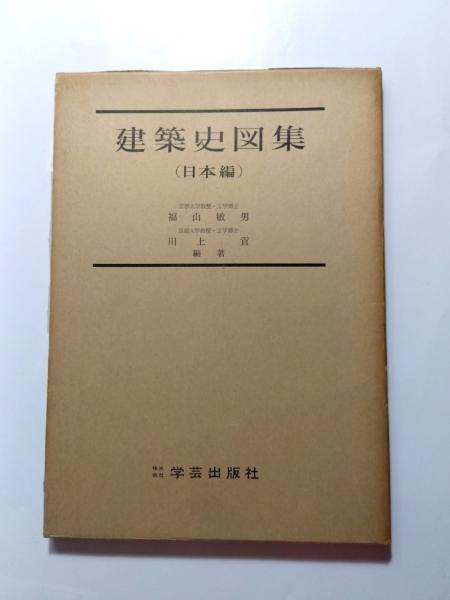 建築史図集
(日本編)
京都大学教授・工学博士
福山敏男
京都大学教授・工学博士
川上 貢
編著
株式会社 学芸出版社